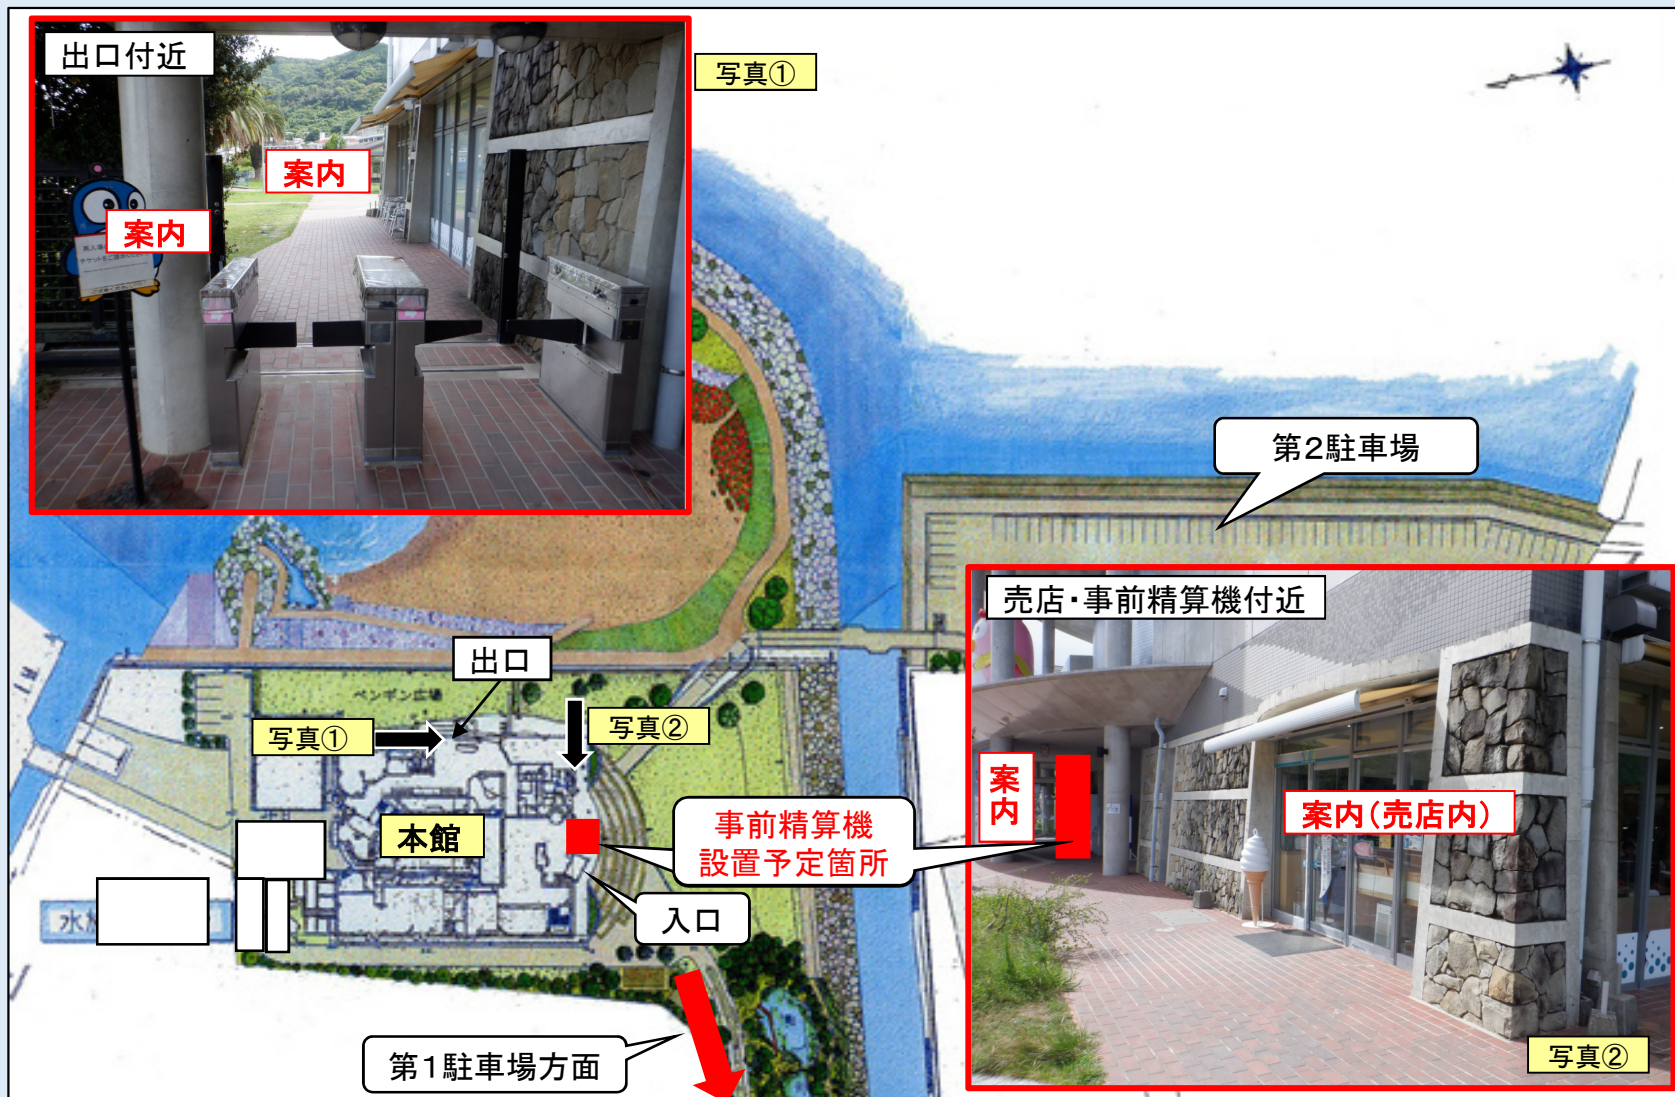 出口付近
写真①
案内
案内
第2駐車場
売店・事前精算機付近
出口
ペンギン広場
写真①
写真②
案内
案内(売店内)
本館
事前精算機
設置予定箇所
入口
水
第1駐車場方面
写真②